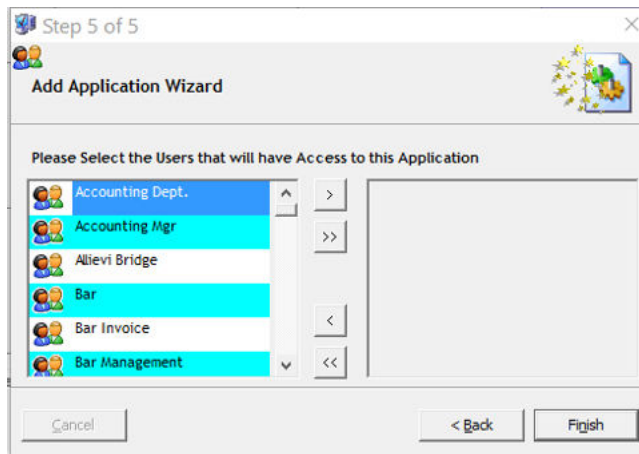 Step 5 of 5
Add Application Wizard
Please Select the Users that will have Access to this Application
Accounting Dept.
Accounting Mgr
Allievi Bridge
Bar
Bar Invoice
Bar Management
>
>>
<
<<
Cancel
< Back
Finish